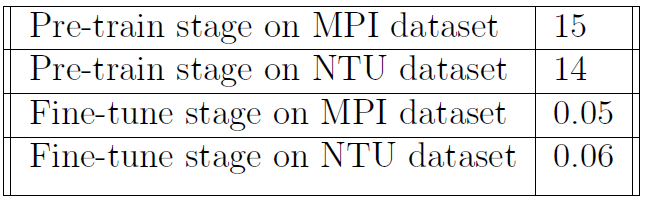 Pre-train stage on MPI dataset 15
Pre-train stage on NTU dataset 14
Fine-tune stage on MPI dataset 0.05
Fine-tune stage on NTU dataset 0.06